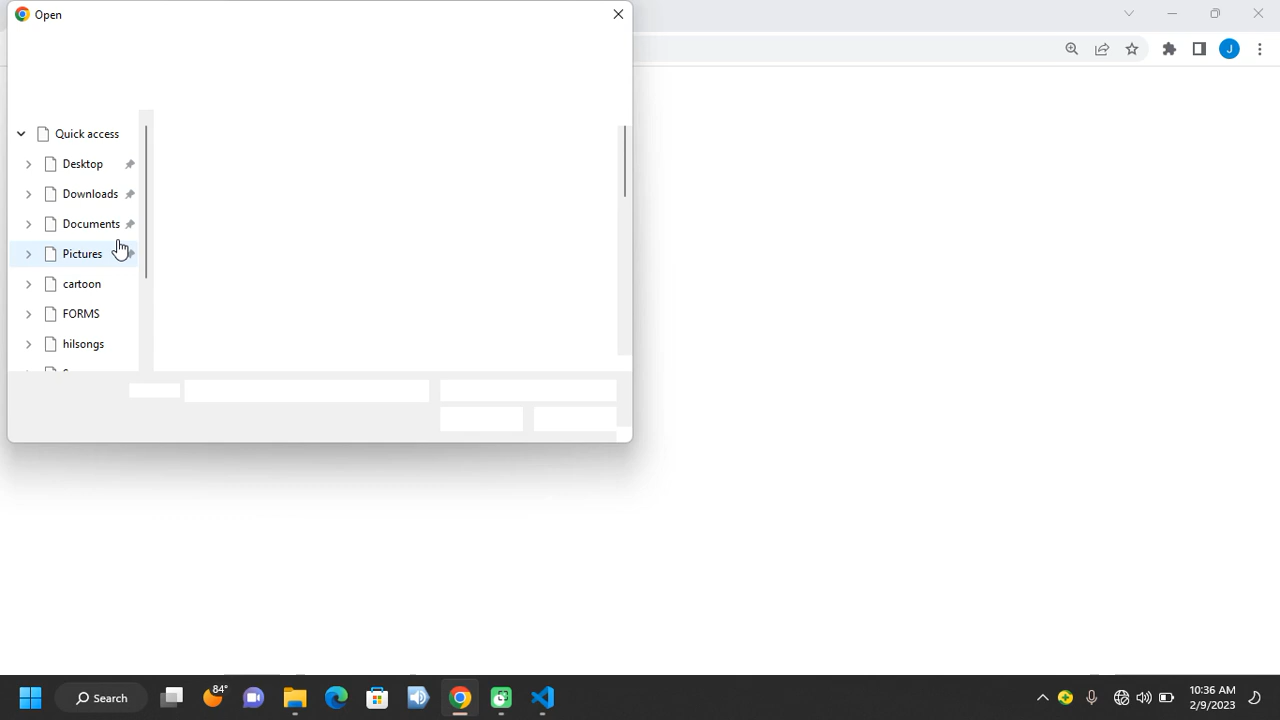 Open
Quick access
Desktop
Downloads
Documents
Pictures
cartoon
FORMS
hilsongs
J
84°
Search
10:36 AM
2/9/2023